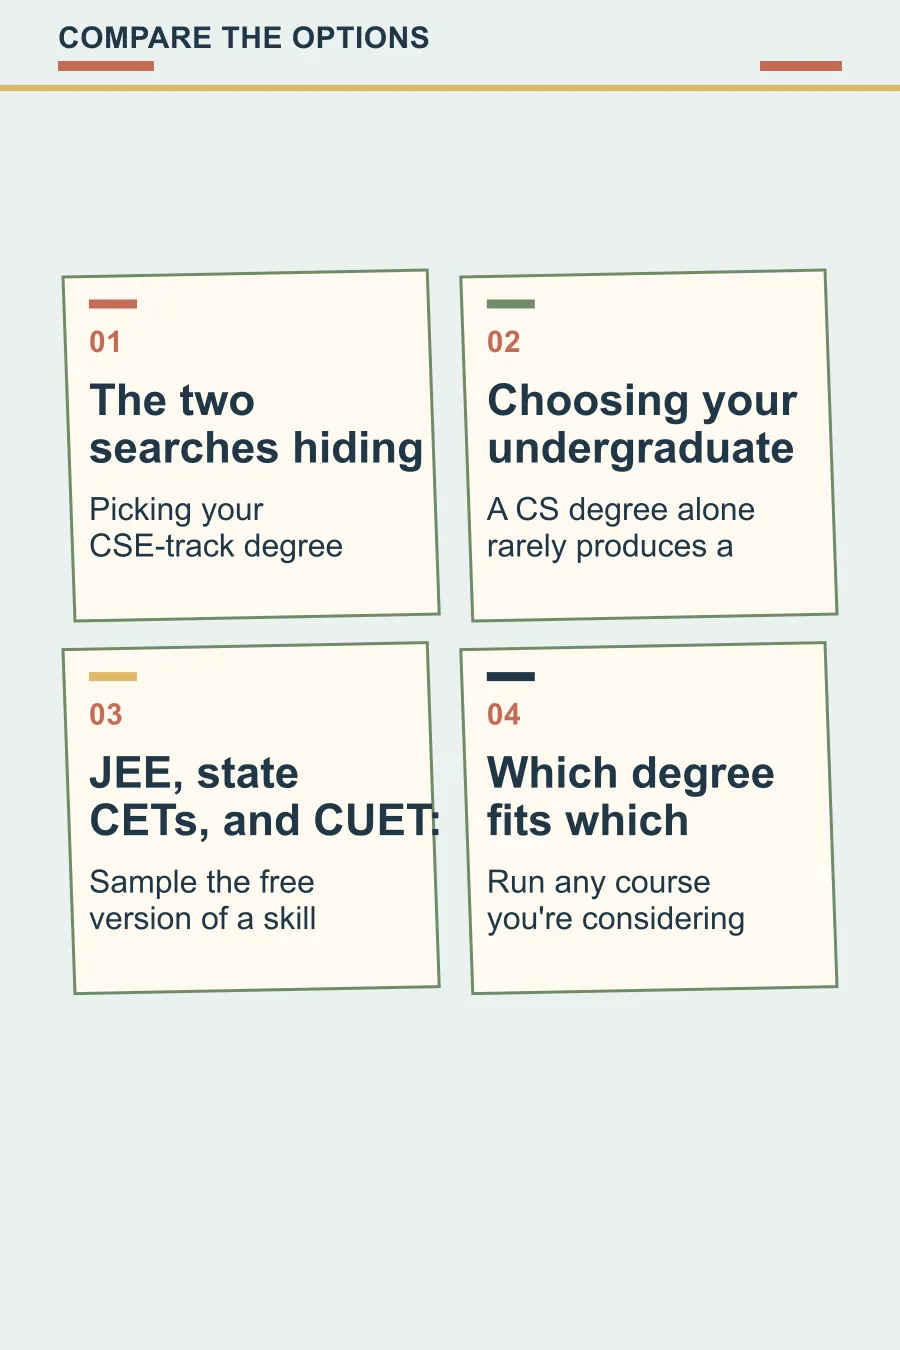 COMPARE THE OPTIONS
01
The two
searches hiding
Picking your
CSE-track degree
02
Choosing your
undergraduate
A CS degree alone
rarely produces a
03
JEE, state
CETs, and CUET:
Sample the free
version of a skill
04
Which degree
fits which
Run any course
you're considering